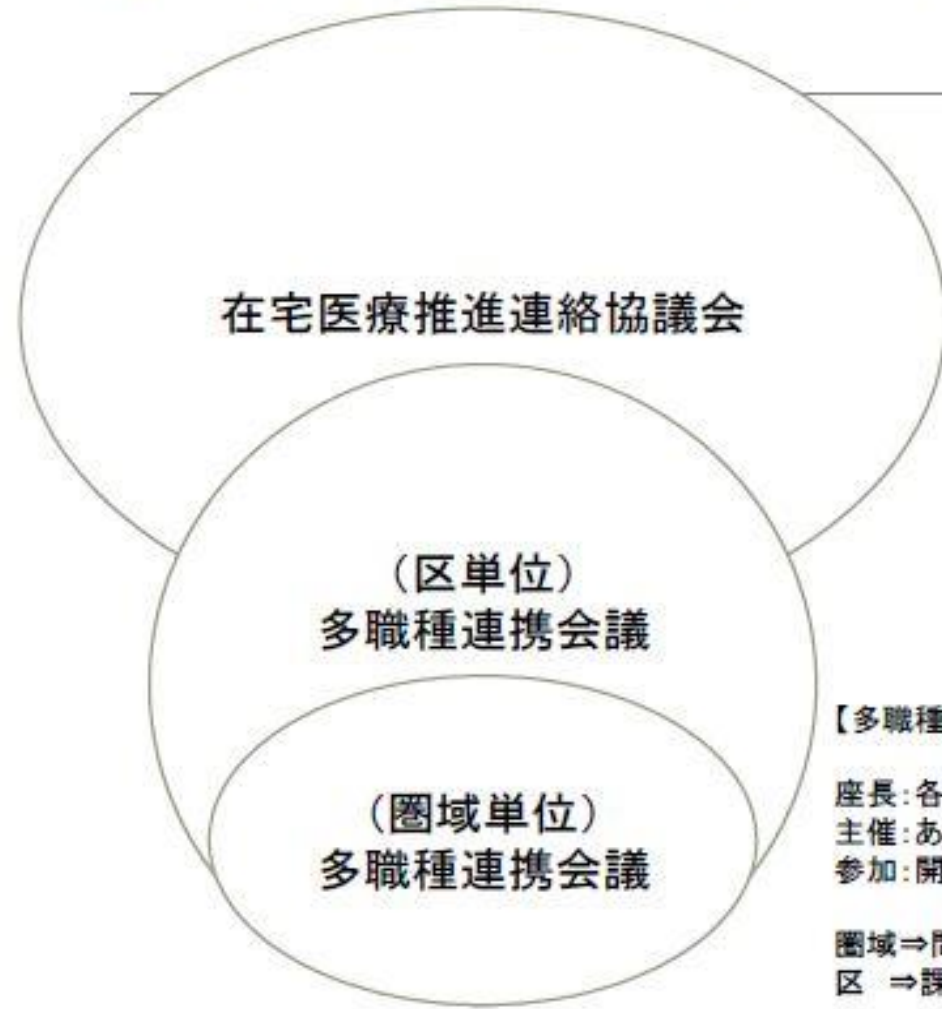 在宅医療推進連絡協議会
（区単位）
多職種連携会議
（圏域単位）
多職種連携会議
【多職種
座長：各
主催：あ
参加：開
圏域⇒
区　⇒課